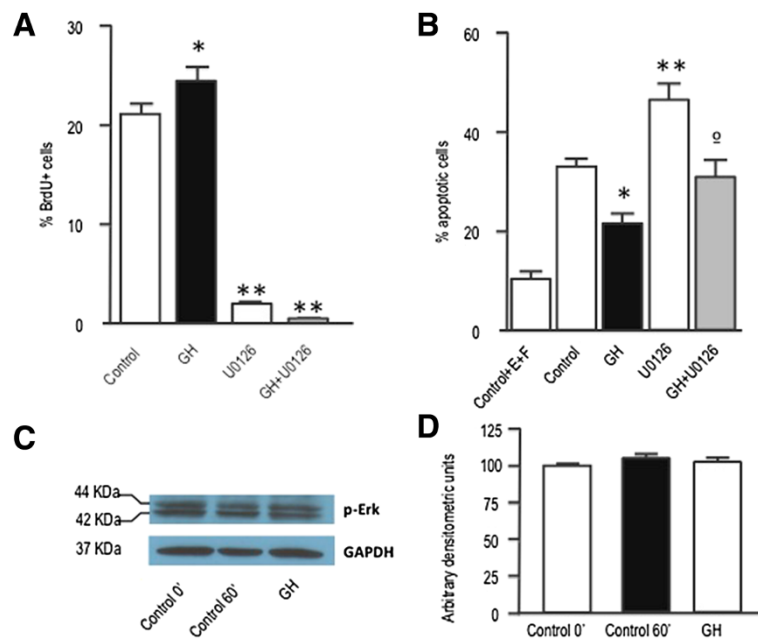 A
30
20
10
0
% BrdU+ cells
*
**
**
Control
GH
U0126
GH+U0126
B
60
40
20
0
% apoptotic cells
*
**
º
Control+E+F
Control
GH
U0126
GH+U0126
C
44 KDa
42 KDa
37 KDa
p-Erk
GAPDH
Control 0'
Control 60'
GH
D
125
100
75
50
25
0
Arbitrary densitometric units
Control 0'
Control 60'
GH